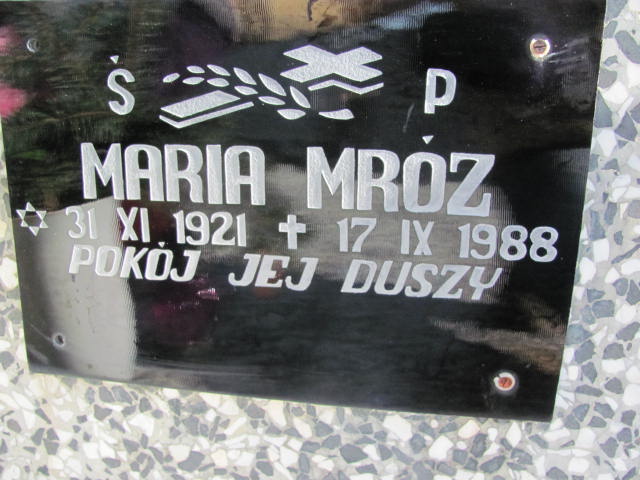 Ś P
MARIA MRÓZ
✡ 31 XI 1921 ✝ 17 IX 1988
POKÓJ JEJ DUSZY